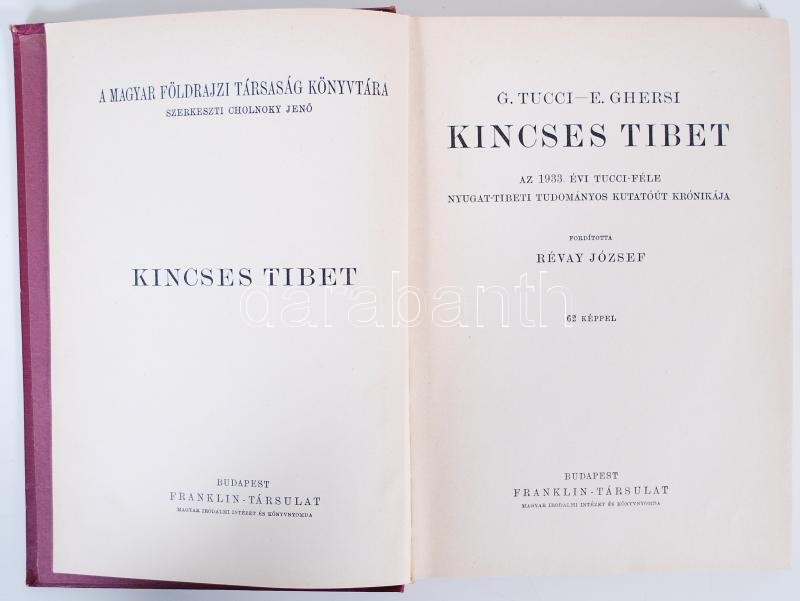 A MAGYAR FÖLDRAJZI TÁRSASÁG KÖNYVTÁRA
SZERKESZTI CHOLNOKY JENŐ
KINCSES TIBET
BUDAPEST
FRANKLIN-TÁRSULAT
MAGYAR IRODALMI INTÉZET ÉS KÖNYVNYOMDA
G. TUCCI—E. GHERSI
KINCSES TIBET
AZ 1933. ÉVI TUCCI-FÉLE
NYUGAT-TIBETI TUDOMÁNYOS KUTATÓÚT KRÓNIKÁJA
FORDÍTOTTA
RÉVAY JÓZSEF
62 KÉPPEL
BUDAPEST
FRANKLIN-TÁRSULAT
MAGYAR IRODALMI INTÉZET ÉS KÖNYVNYOMDA
darabanth